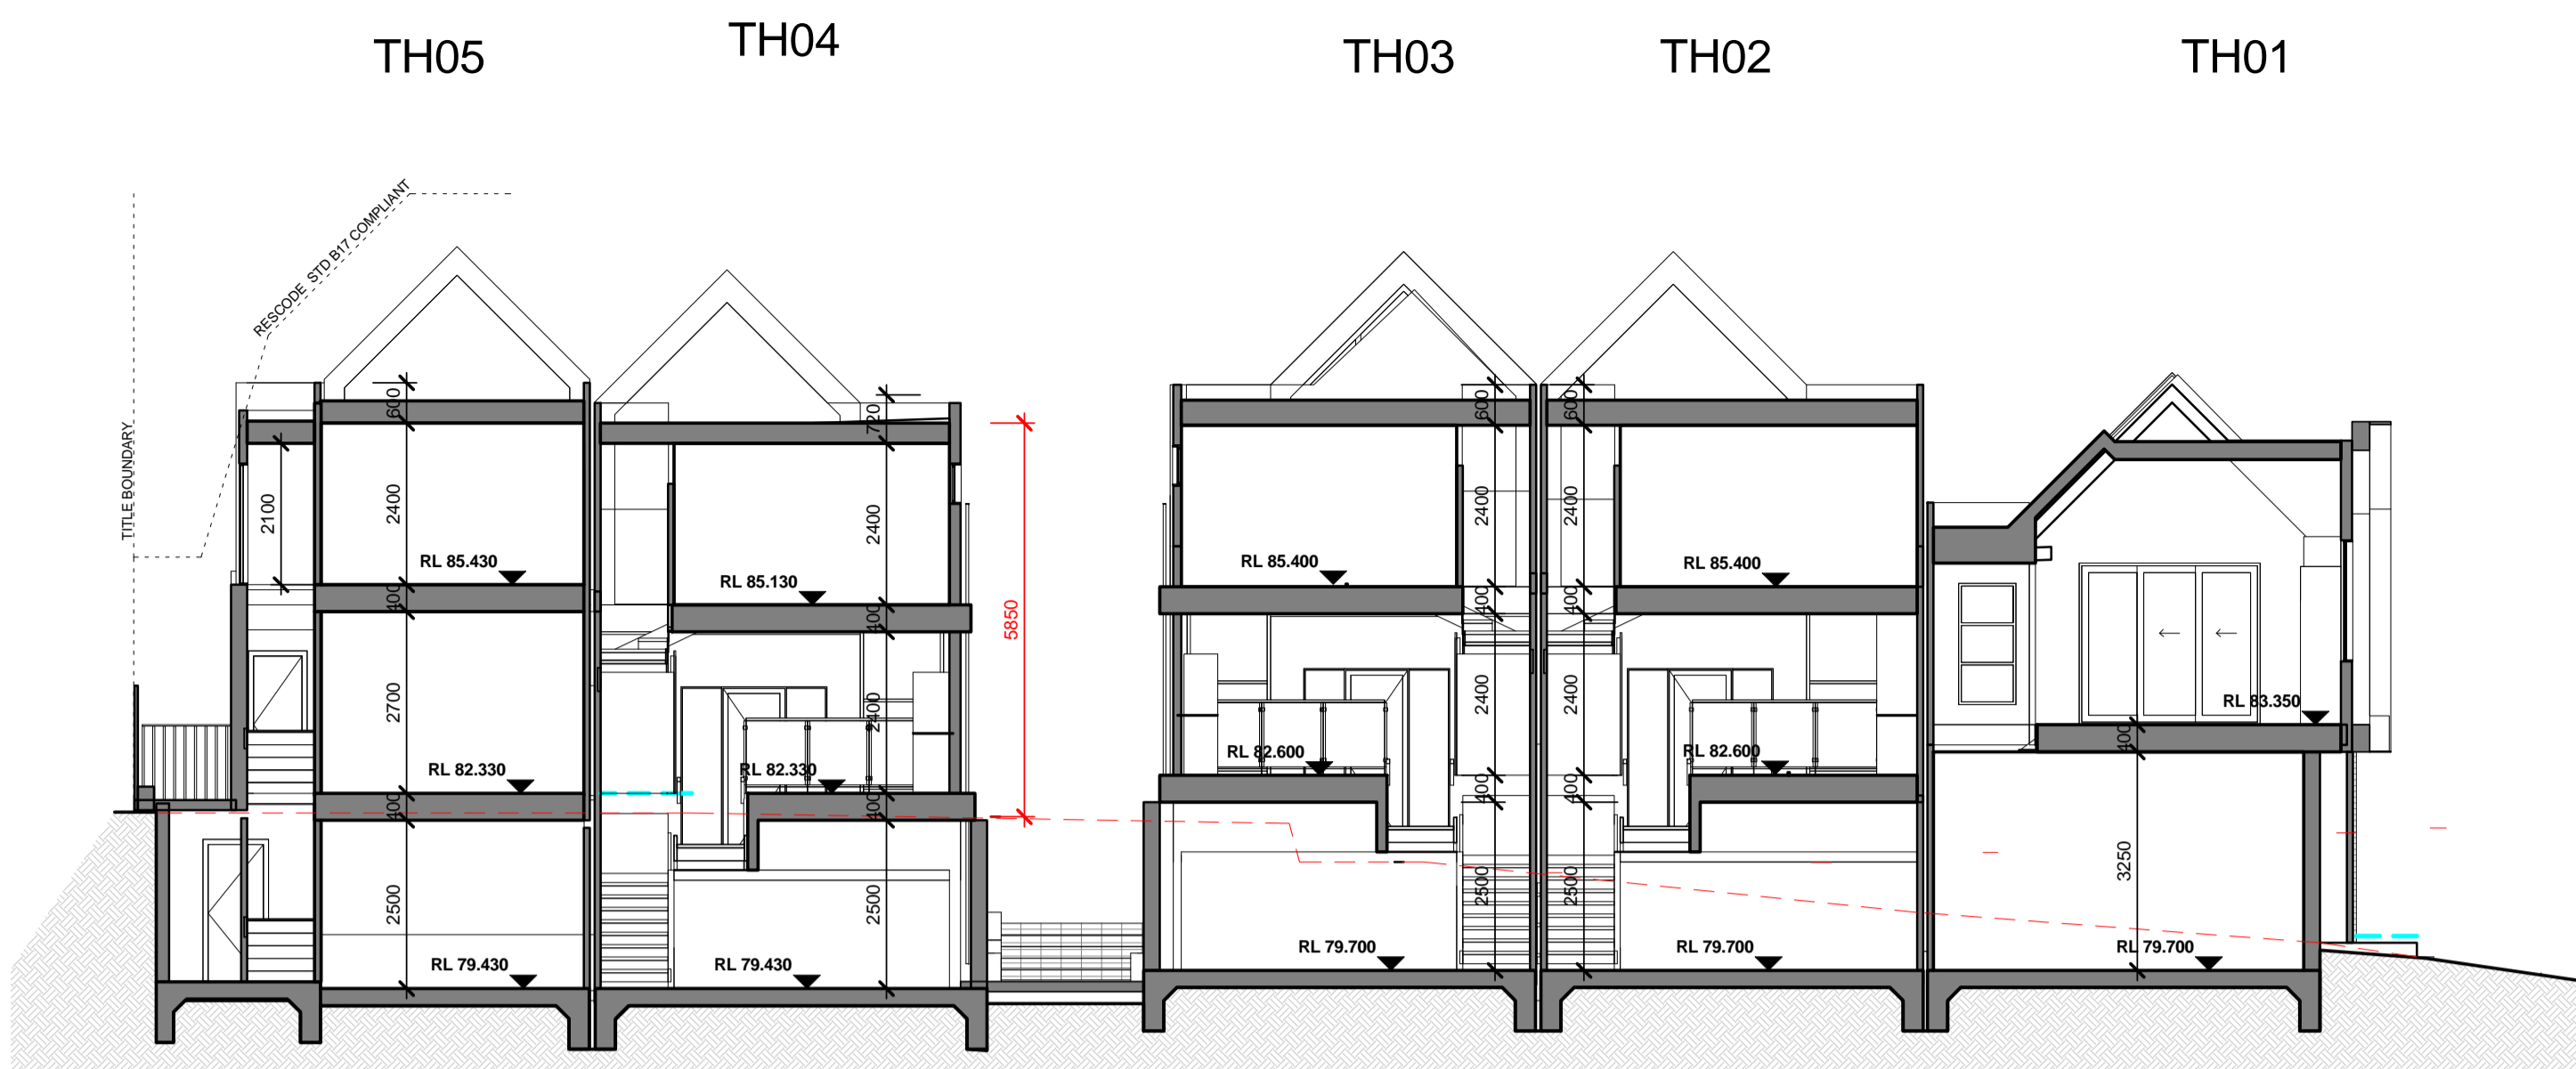 TH05
TH04
TH03
TH02
TH01
TITLE BOUNDARY
RESCODE STD B17 COMPLIANT
600
720
600
600
2100
2400
2400
2400
2400
RL 85.430
RL 85.130
RL 85.400
RL 85.400
400
400
400
400
5850
2700
2400
2400
2400
RL 83.350
400
RL 82.330
RL 82.330
RL 82.600
RL 82.600
400
400
400
400
2500
2500
2500
2500
3250
RL 79.430
RL 79.430
RL 79.700
RL 79.700
RL 79.700